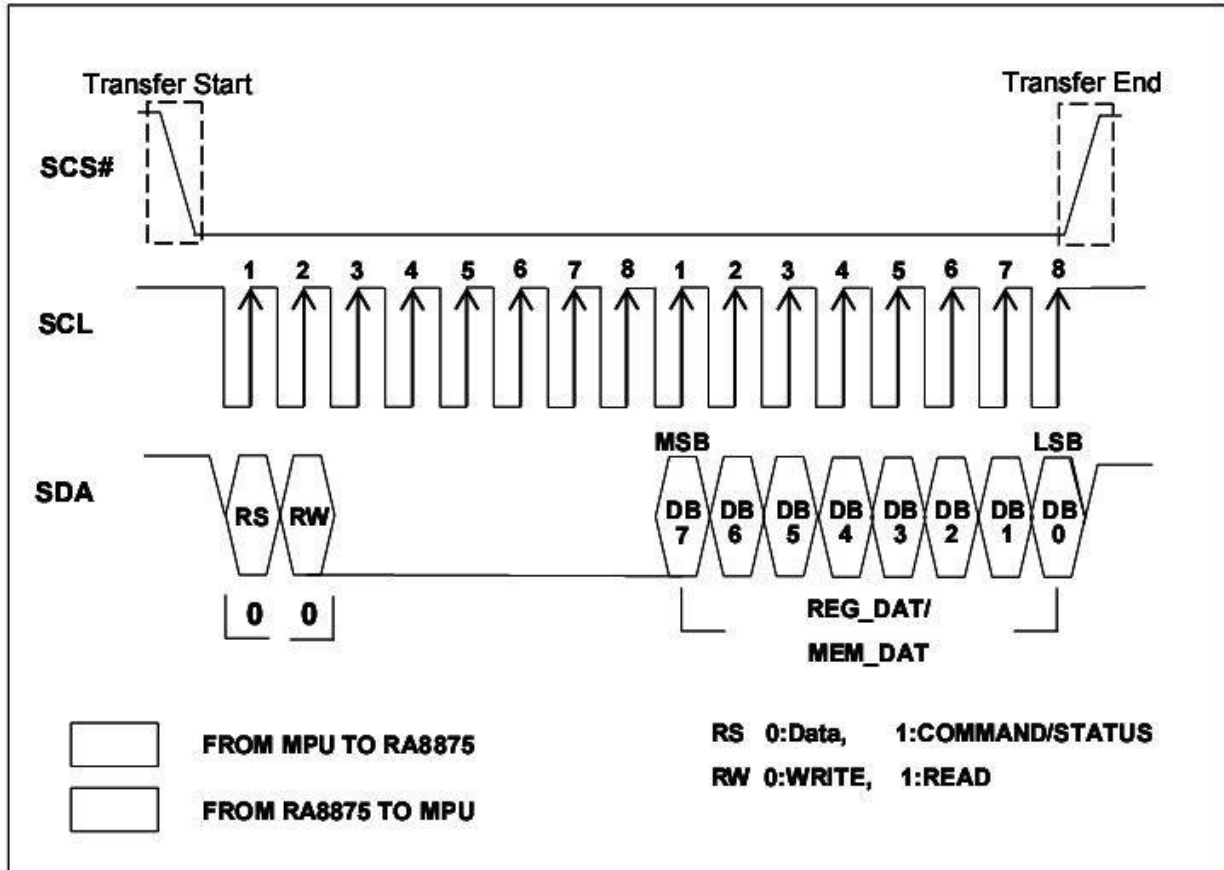 Transfer Start
Transfer End
SCS#
1 2 3 4 5 6 7 8 1 2 3 4 5 6 7 8
SCL
MSB
LSB
SDA
RS RW DB 7 DB 6 DB 5 DB 4 DB 3 DB 2 DB 1 DB 0
0 0
REG_DAT/
MEM_DAT
FROM MPU TO RA8875
RS 0:Data, 1:COMMAND/STATUS
RW 0:WRITE, 1:READ
FROM RA8875 TO MPU